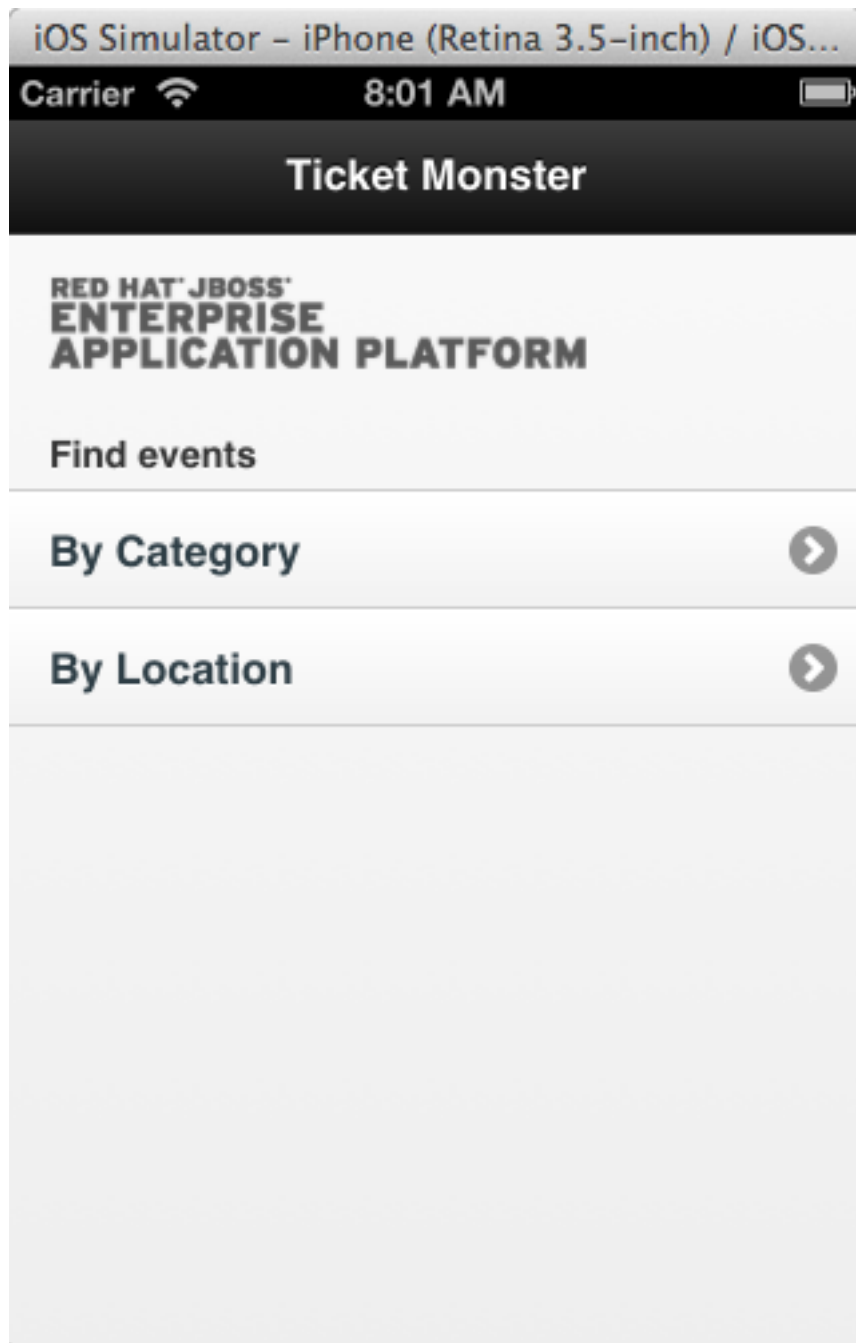 iOS Simulator – iPhone (Retina 3.5–inch) / iOS...
Carrier 8:01 AM
Ticket Monster
RED HAT® JBOSS®
ENTERPRISE
APPLICATION PLATFORM
Find events
By Category
By Location